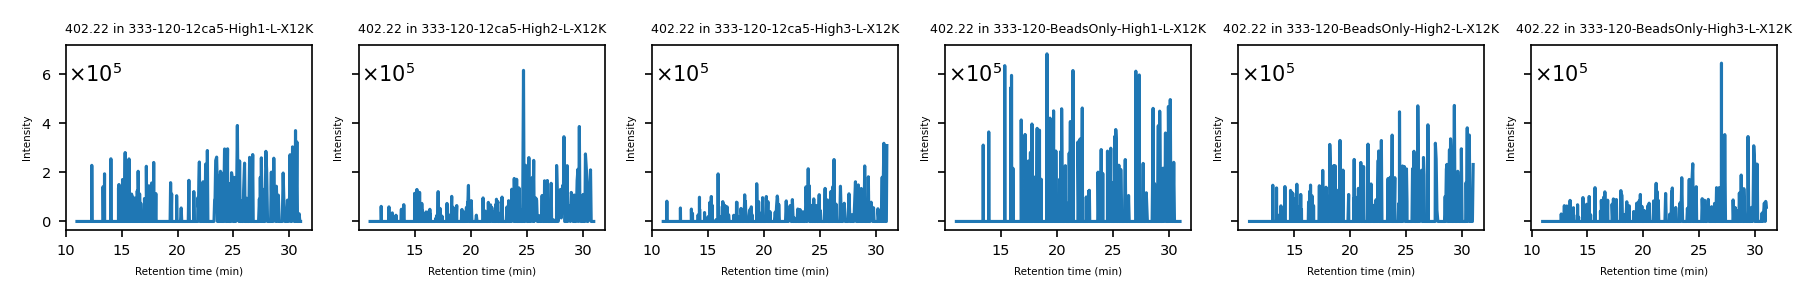 402.22 in 333-120-12ca5-High1-L-X12K
402.22 in 333-120-12ca5-High2-L-X12K
402.22 in 333-120-12ca5-High3-L-X12K
402.22 in 333-120-BeadsOnly-High1-L-X12K
402.22 in 333-120-BeadsOnly-High2-L-X12K
402.22 in 333-120-BeadsOnly-High3-L-X12K
×10⁵
×10⁵
×10⁵
×10⁵
×10⁵
×10⁵
6
4
2
0
Intensity
Intensity
Intensity
Intensity
Intensity
Intensity
10 15 20 25 30
15 20 25 30
10 15 20 25 30
15 20 25 30
15 20 25 30
10 15 20 25 30
Retention time (min)
Retention time (min)
Retention time (min)
Retention time (min)
Retention time (min)
Retention time (min)